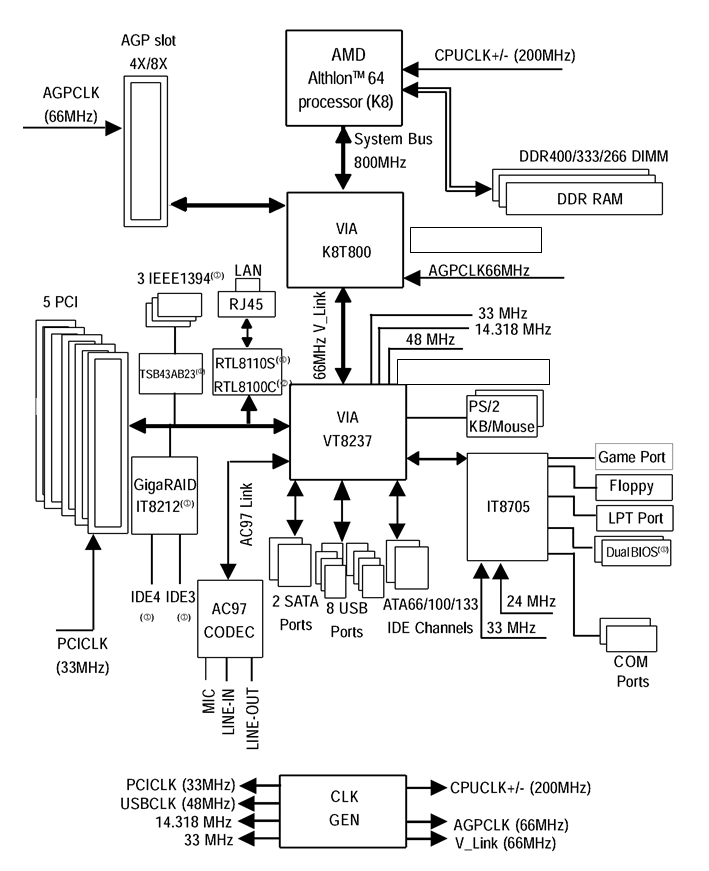 AGP slot
4X/8X
AGPCLK
(66MHz)
AMD
Althlon™ 64
processor (K8)
CPUCLK+/- (200MHz)
System Bus
800MHz
DDR400/333/266 DIMM
DDR RAM
VIA
K8T800
AGPCLK66MHz
3 IEEE1394(①)
LAN
RJ45
5 PCI
66MHz V_Link
33 MHz
14.318 MHz
48 MHz
TSB43AB23
RTL8110S
RTL8100C
VIA
VT8237
PS/2
KB/Mouse
GigaRAID
IT8212(①)
AC97 Link
IT8705
Game Port
Floppy
LPT Port
DualBIOS
IDE4
(①)
IDE3
(①)
AC97
CODEC
2 SATA
Ports
8 USB
Ports
ATA66/100/133
IDE Channels
24 MHz
33 MHz
PCICLK
(33MHz)
COM
Ports
MIC
LINE-IN
LINE-OUT
CLK
GEN
PCICLK (33MHz)
USBCLK (48MHz)
14.318 MHz
33 MHz
CPUCLK+/- (200MHz)
AGPCLK (66MHz)
V_Link (66MHz)